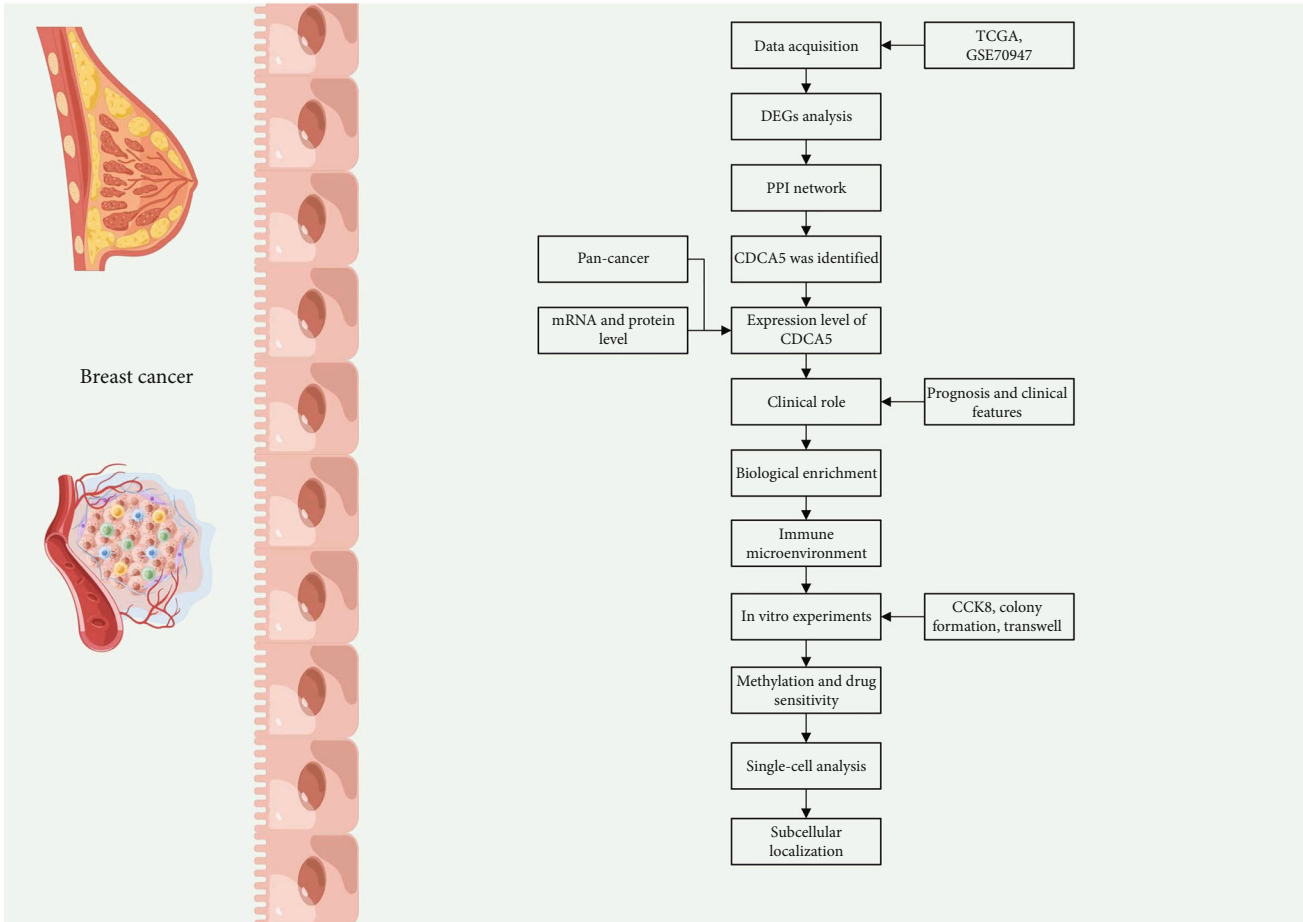 Data acquisition
TCGA,
GSE70947
DEGs analysis
PPI network
Pan-cancer
CDCA5 was identified
mRNA and protein
level
Expression level of
CDCA5
Breast cancer
Clinical role
Prognosis and clinical
features
Biological enrichment
Immune
microenvironment
In vitro experiments
CCK8, colony
formation, transwell
Methylation and drug
sensitivity
Single-cell analysis
Subcellular
localization